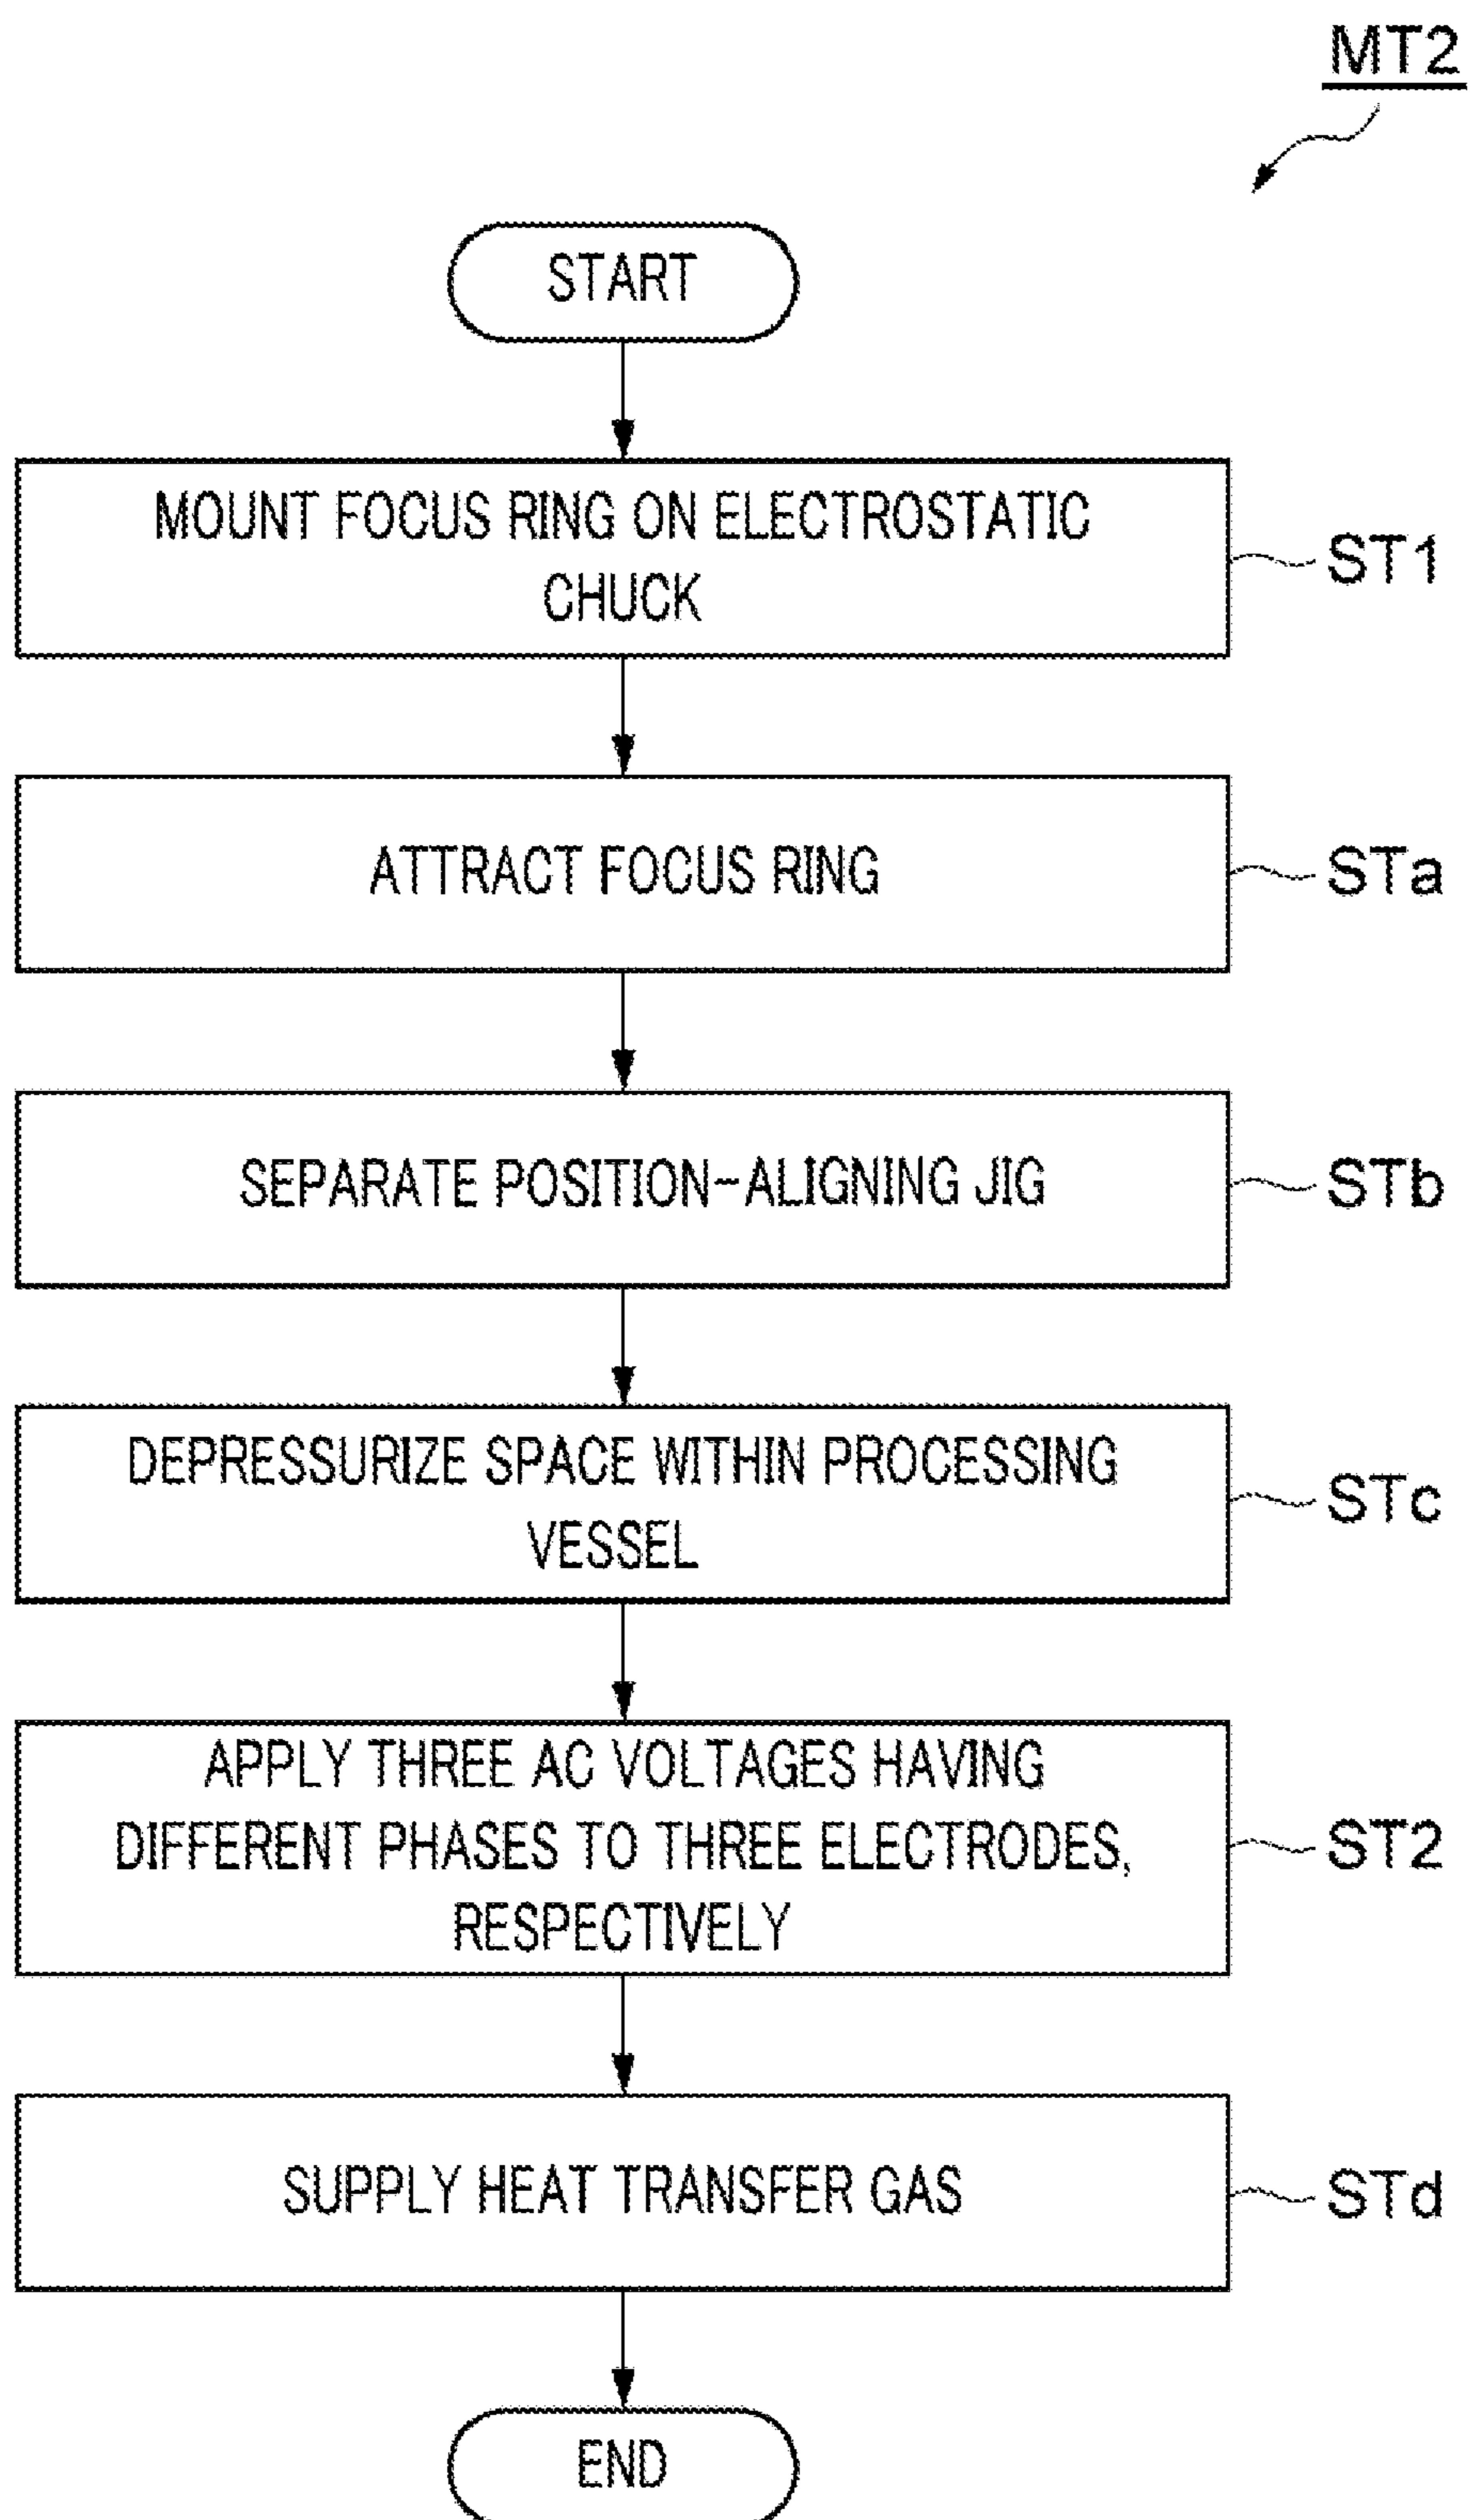 MT2
START
MOUNT FOCUS RING ON ELECTROSTATIC
CHUCK
ST1
ATTRACT FOCUS RING
STa
SEPARATE POSITION-ALIGNING JIG
STb
DEPRESSURIZE SPACE WITHIN PROCESSING
VESSEL
STc
APPLY THREE AC VOLTAGES HAVING
DIFFERENT PHASES TO THREE ELECTRODES,
RESPECTIVELY
ST2
SUPPLY HEAT TRANSFER GAS
STd
END